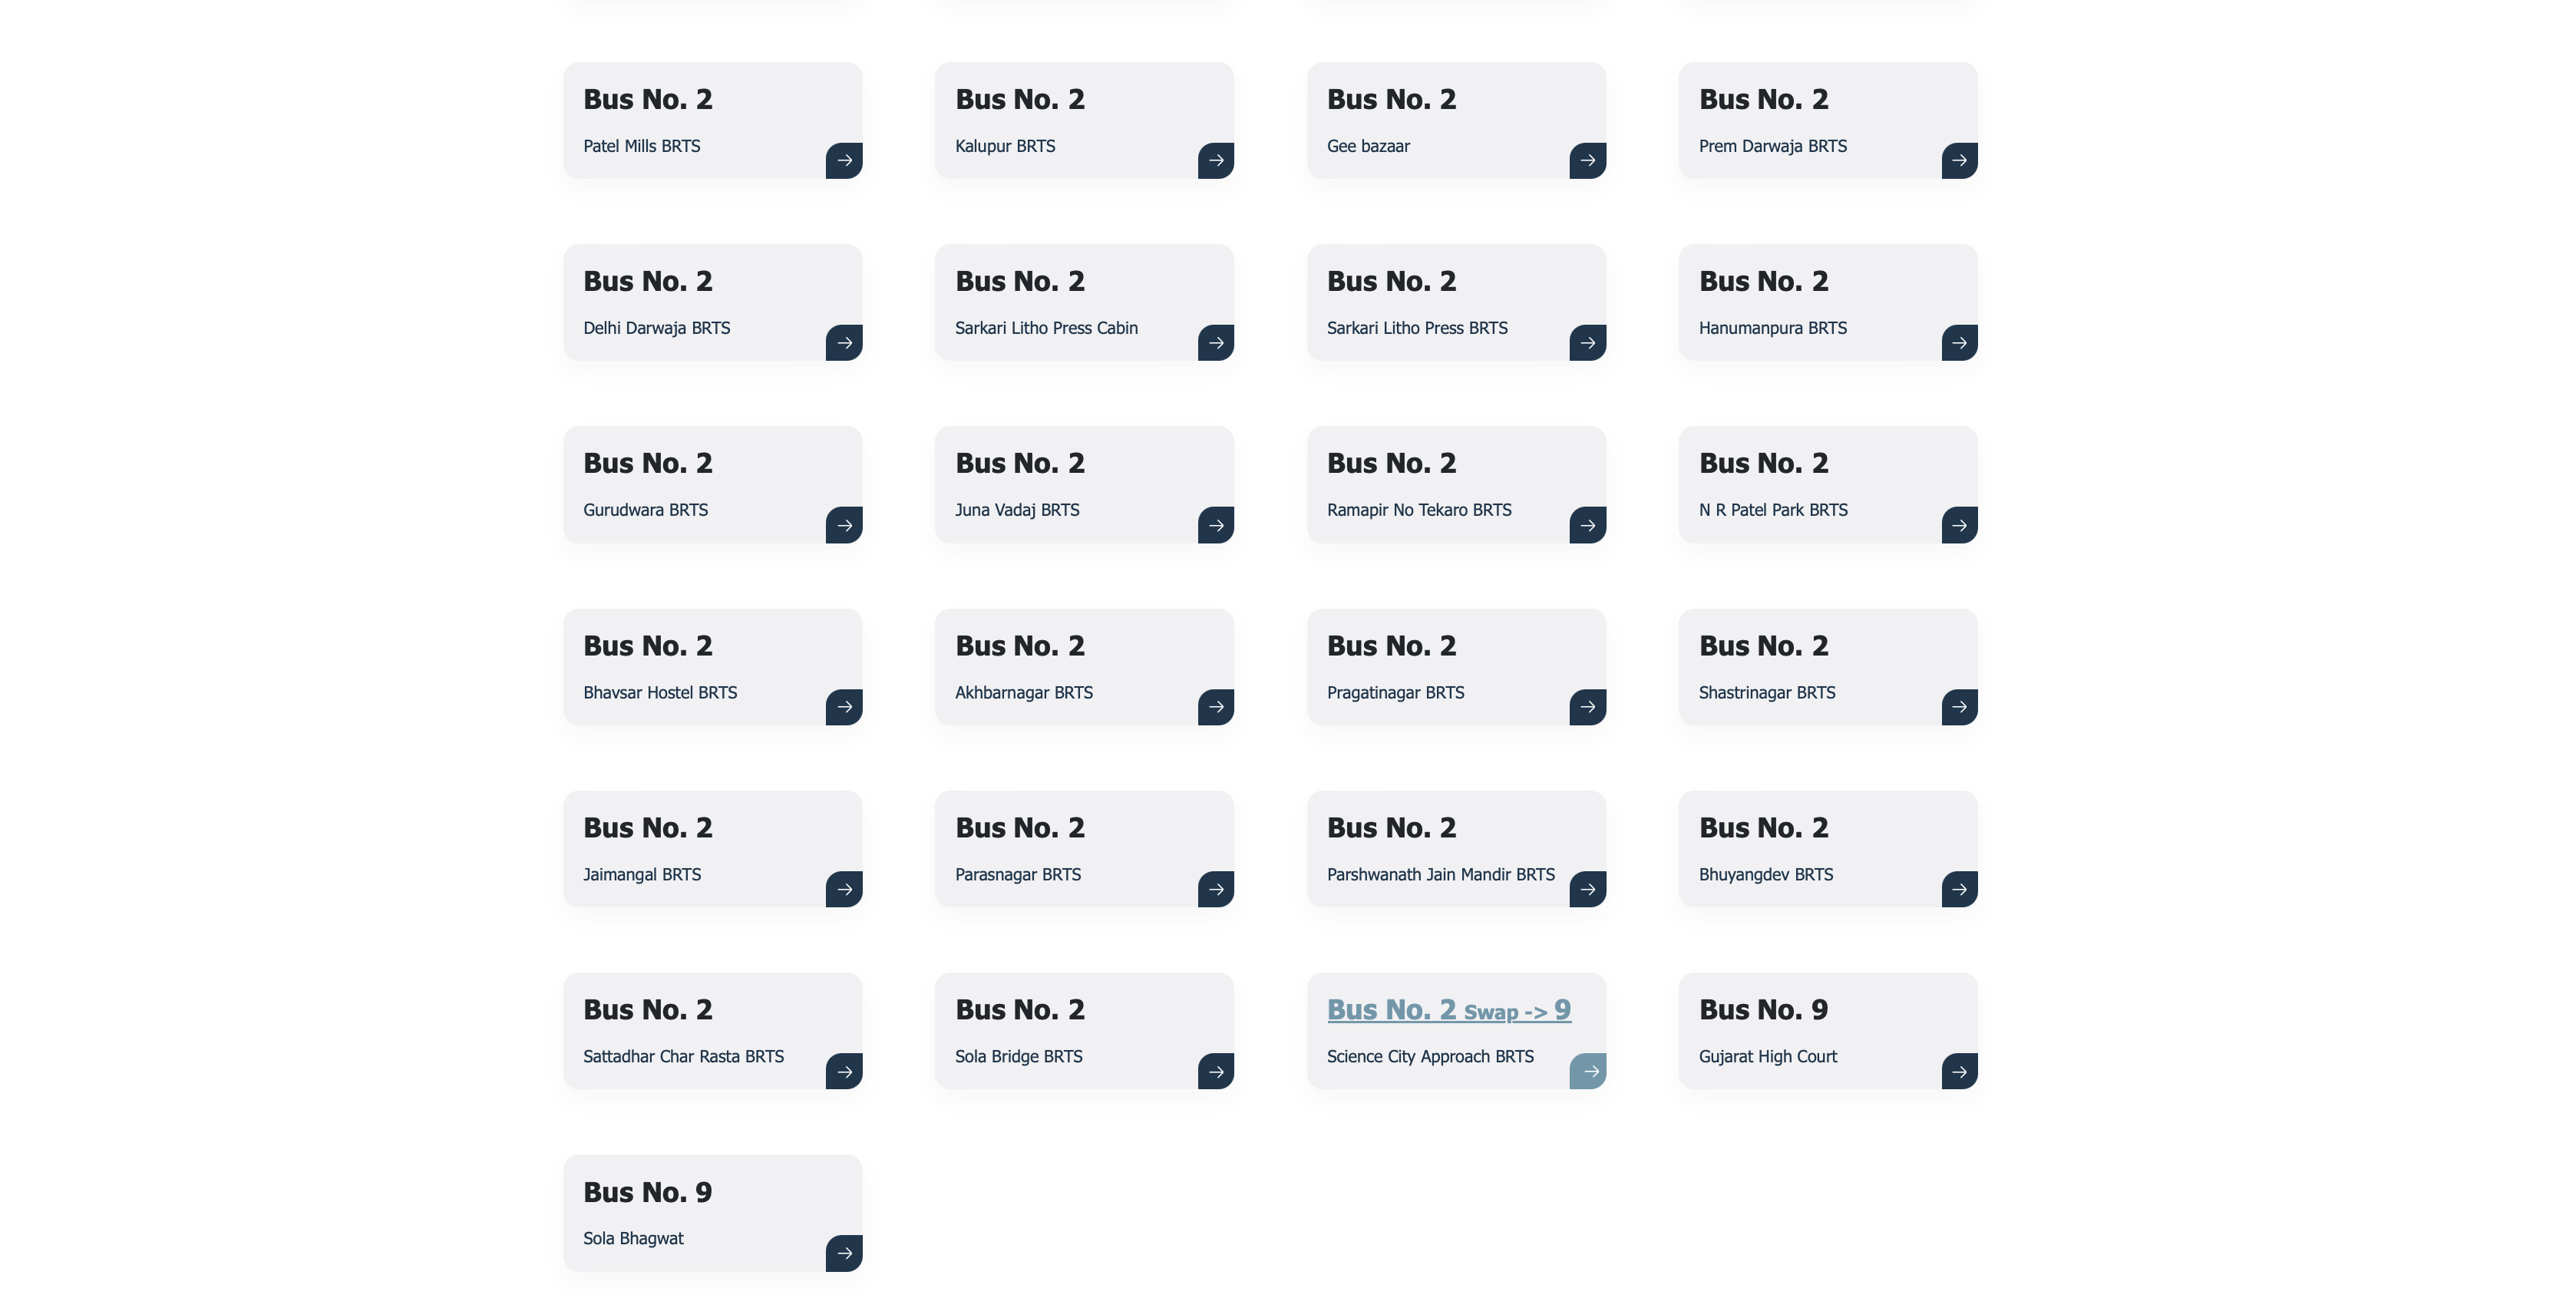 Bus No. 2
Patel Mills BRTS
Bus No. 2
Kalupur BRTS
Bus No. 2
Gee bazaar
Bus No. 2
Prem Darwaja BRTS
Bus No. 2
Delhi Darwaja BRTS
Bus No. 2
Sarkari Litho Press Cabin
Bus No. 2
Sarkari Litho Press BRTS
Bus No. 2
Hanumanpura BRTS
Bus No. 2
Gurudwara BRTS
Bus No. 2
Juna Vadaj BRTS
Bus No. 2
Ramapir No Tekaro BRTS
Bus No. 2
N R Patel Park BRTS
Bus No. 2
Bhavsar Hostel BRTS
Bus No. 2
Akhbarnagar BRTS
Bus No. 2
Pragatinagar BRTS
Bus No. 2
Shastrinagar BRTS
Bus No. 2
Jaimangal BRTS
Bus No. 2
Parasnagar BRTS
Bus No. 2
Parshwanath Jain Mandir BRTS
Bus No. 2
Bhuyangdev BRTS
Bus No. 2
Sattadhar Char Rasta BRTS
Bus No. 2
Sola Bridge BRTS
Bus No. 2 Swap -> 9
Science City Approach BRTS
Bus No. 9
Gujarat High Court
Bus No. 9
Sola Bhagwat